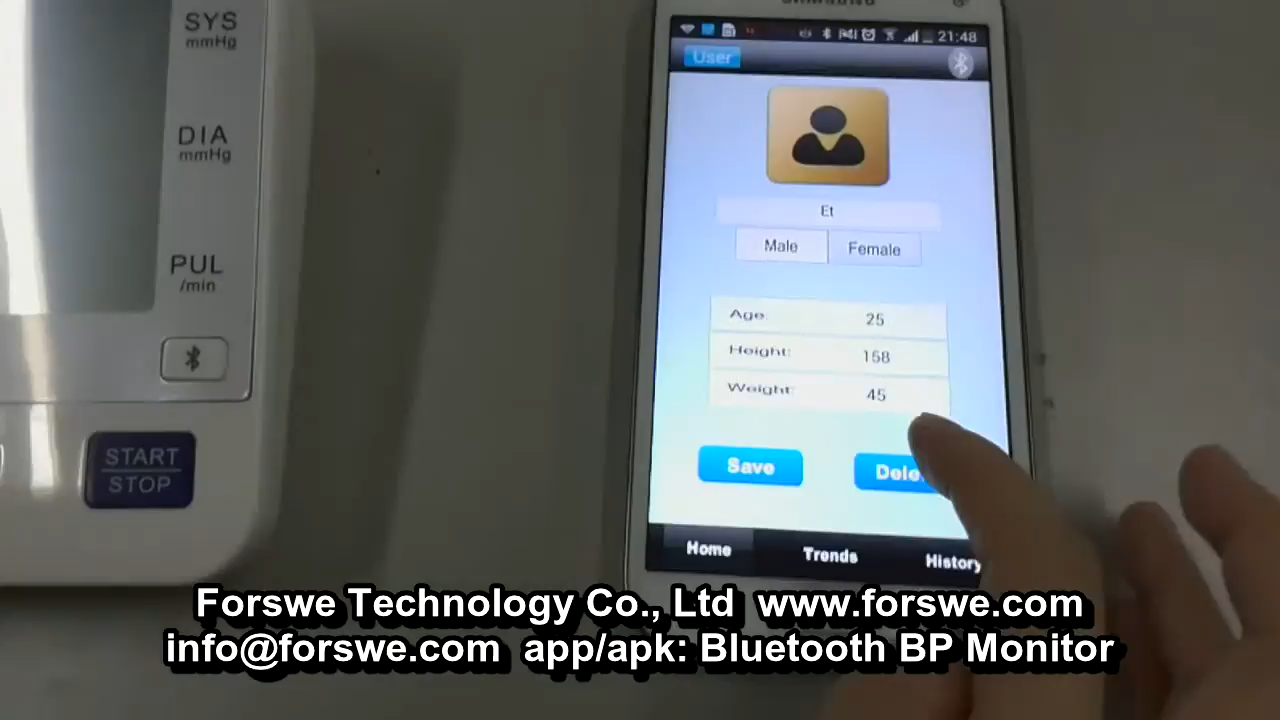 SYS
mmHg
DIA
mmHg
PUL
/min
START
STOP
21:48
User
Et
Male Female
Age: 25
Height: 158
Weight: 45
Save
Home Trends History
Forswe Technology Co., Ltd www.forswe.com
info@forswe.com app/apk: Bluetooth BP Monitor